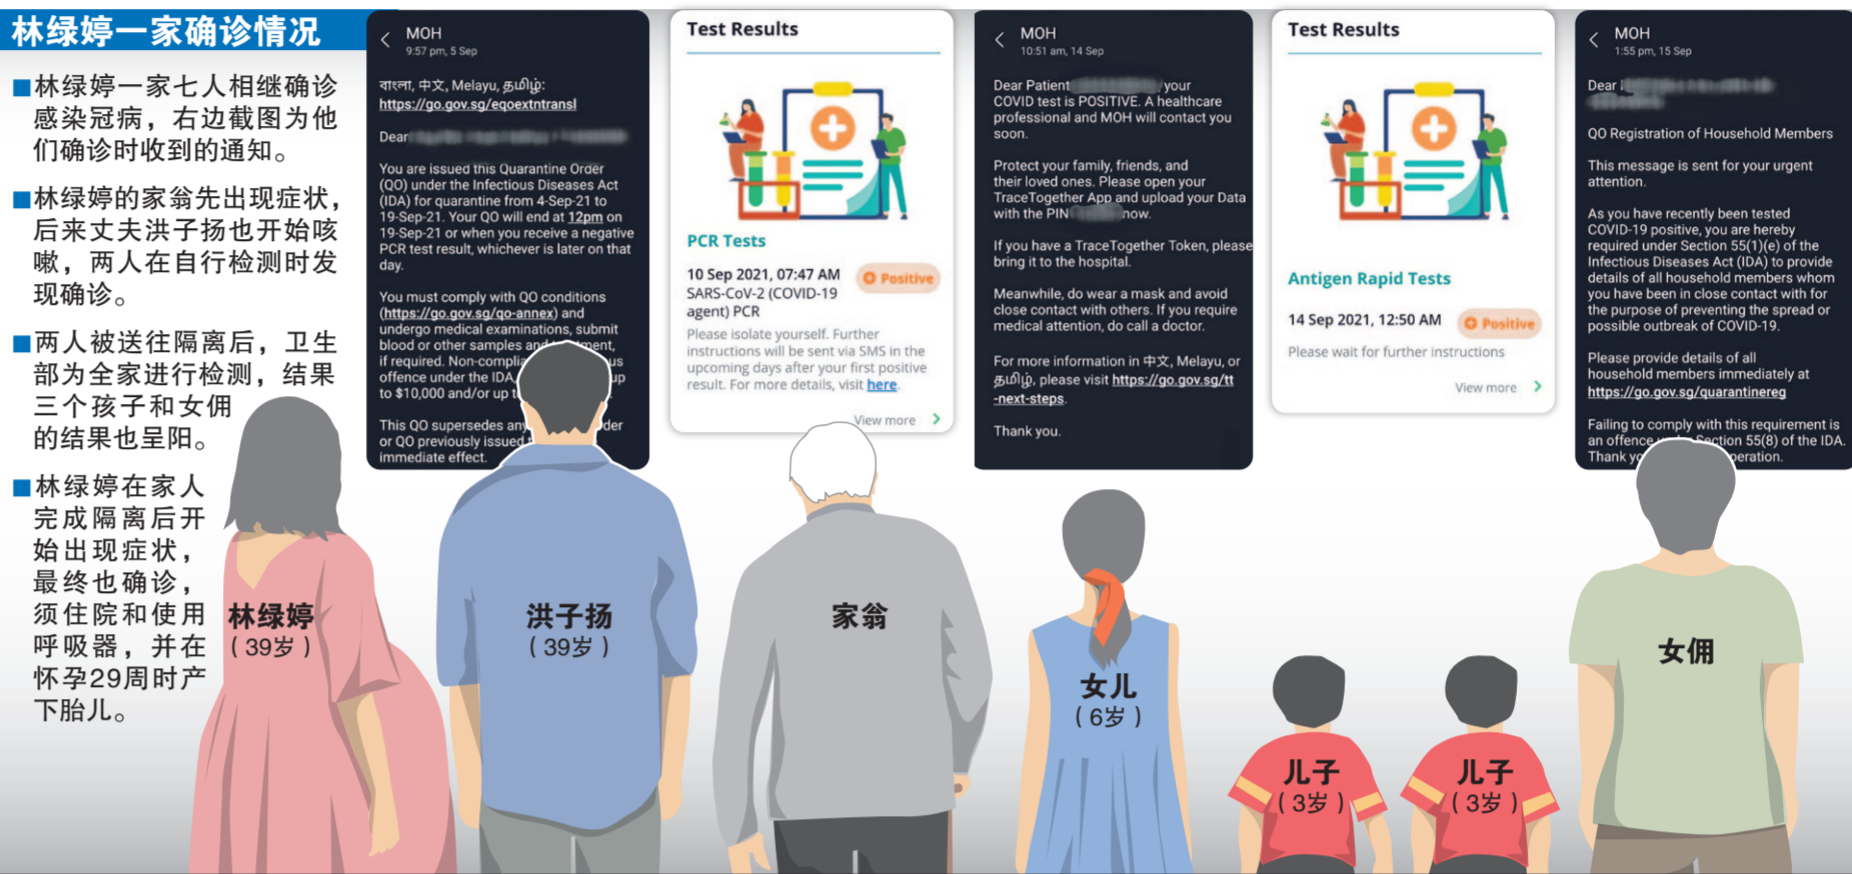 林绿婷一家确诊情况
■林绿婷一家七人相继确诊
感染冠病，右边截图为他
们确诊时收到的通知。
■林绿婷的家翁先出现症状，
后来丈夫洪子扬也开始咳
嗽，两人在自行检测时发
现确诊。
■两人被送往隔离后，卫生
部为全家进行检测，结果
三个孩子和女佣
的结果也呈阳。
■林绿婷在家人
完成隔离后开
始出现症状，
最终也确诊，
须住院和使用
呼吸器，并在
怀孕29周时产
下胎儿。
MOH
9:57 pm, 5 Sep
বাংলা, 中文, Melayu, தமிழ்:
https://go.gov.sg/eqoextntransl
Dear
You are issued this Quarantine Order
(QO) under the Infectious Diseases Act
(IDA) for quarantine from 4-Sep-21 to
19-Sep-21. Your QO will end at 12pm on
19-Sep-21 or when you receive a negative
PCR test result, whichever is later on that
day.
You must comply with QO conditions
(https://go.gov.sg/qo-annex) and
undergo medical examinations, submit
blood or other samples and
if required.
offence under the IDA, up
to $10,000 and/or up
This QO supersedes any
or QO previously issued
immediate effect.
Test Results
PCR Tests
10 Sep 2021, 07:47 AM
Positive
SARS-CoV-2 (COVID-19
agent) PCR
Please isolate yourself. Further
instructions will be sent via SMS in the
upcoming days after your first positive
result. For more details, visit here.
View more
MOH
10:51 am, 14 Sep
Dear Patient , your
COVID test is POSITIVE. A healthcare
professional and MOH will contact you
soon.
Protect your family, friends, and
their loved ones. Please open your
TraceTogether App and upload your Data
with the PIN now.
If you have a TraceTogether Token, please
bring it to the hospital.
Meanwhile, do wear a mask and avoid
close contact with others. If you require
medical attention, do call a doctor.
For more information in 中文, Melayu, or
தமிழ், please visit https://go.gov.sg/tt
-next-steps.
Thank you.
Test Results
Antigen Rapid Tests
14 Sep 2021, 12:50 AM
Positive
Please wait for further instructions
View more
MOH
1:55 pm, 15 Sep
Dear
QO Registration of Household Members
This message is sent for your urgent
attention.
As you have recently been tested
COVID-19 positive, you are hereby
required under Section 55(1)(e) of the
Infectious Diseases Act (IDA) to provide
details of all household members whom
you have been in close contact with for
the purpose of preventing the spread or
possible outbreak of COVID-19.
Please provide details of all
household members immediately at
https://go.gov.sg/quarantinereg
Failing to comply with this requirement is
an offence Section 55(8) of the IDA.
Thank
林绿婷
（39岁）
洪子扬
（39岁）
家翁
女儿
（6岁）
儿子
（3岁）
儿子
（3岁）
女佣